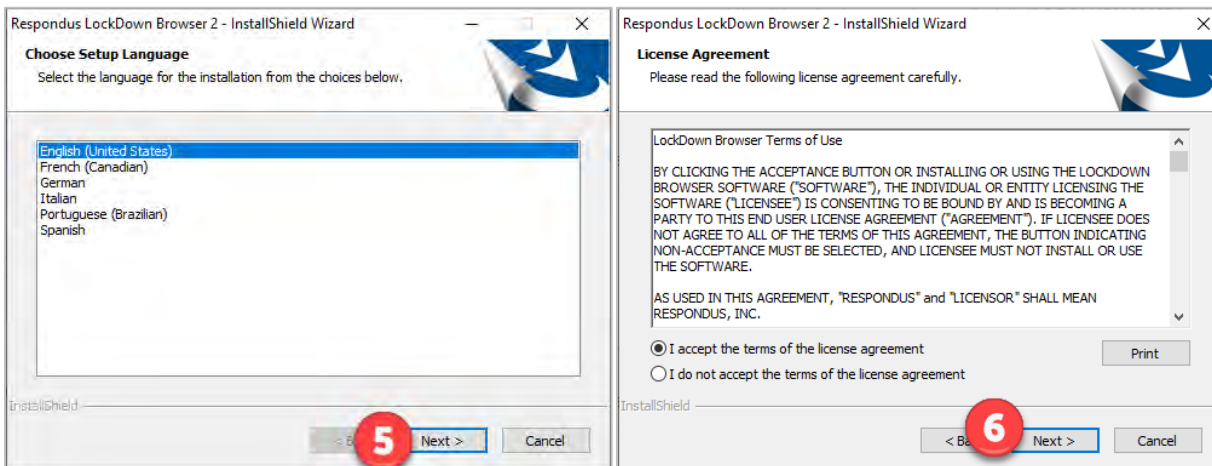 Respondus LockDown Browser 2 - InstallShield Wizard
Choose Setup Language
Select the language for the installation from the choices below.
English (United States)
French (Canadian)
German
Italian
Portuguese (Brazilian)
Spanish
InstallShield
5
Next >
Cancel
Respondus LockDown Browser 2 - InstallShield Wizard
License Agreement
Please read the following license agreement carefully.
LockDown Browser Terms of Use
BY CLICKING THE ACCEPTANCE BUTTON OR INSTALLING OR USING THE LOCKDOWN
BROWSER SOFTWARE ("SOFTWARE"), THE INDIVIDUAL OR ENTITY LICENSING THE
SOFTWARE ("LICENSEE") IS CONSENTING TO BE BOUND BY AND IS BECOMING A
PARTY TO THIS END USER LICENSE AGREEMENT ("AGREEMENT"). IF LICENSEE DOES
NOT AGREE TO ALL OF THE TERMS OF THIS AGREEMENT, THE BUTTON INDICATING
NON-ACCEPTANCE MUST BE SELECTED, AND LICENSEE MUST NOT INSTALL OR USE
THE SOFTWARE.
AS USED IN THIS AGREEMENT, "RESPONDUS" and "LICENSOR" SHALL MEAN
RESPONDUS, INC.
I accept the terms of the license agreement
Print
I do not accept the terms of the license agreement
InstallShield
6
Next >
Cancel